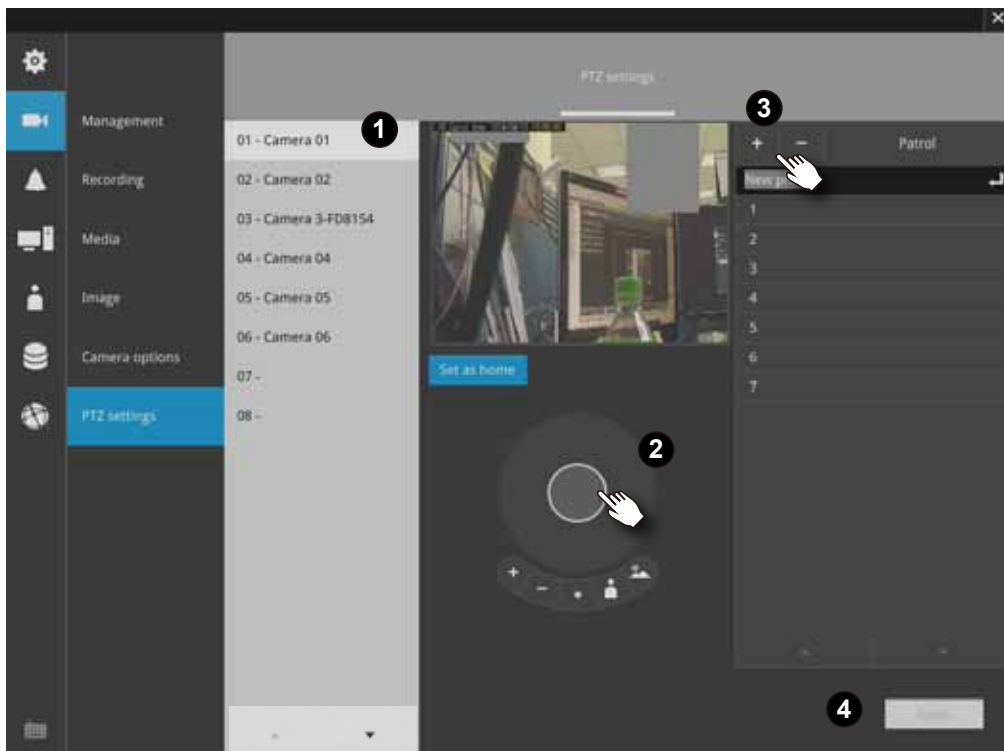 PTZ settings
Management
Recording
Media
Image
Camera options
PTZ settings
1
01 - Camera 01
02 - Camera 02
03 - Camera 3-FD8154
04 - Camera 04
05 - Camera 05
06 - Camera 06
07 -
08 -
Set as home
2
+
-
3
+ - Patrol
New
1
2
3
4
5
6
7
4